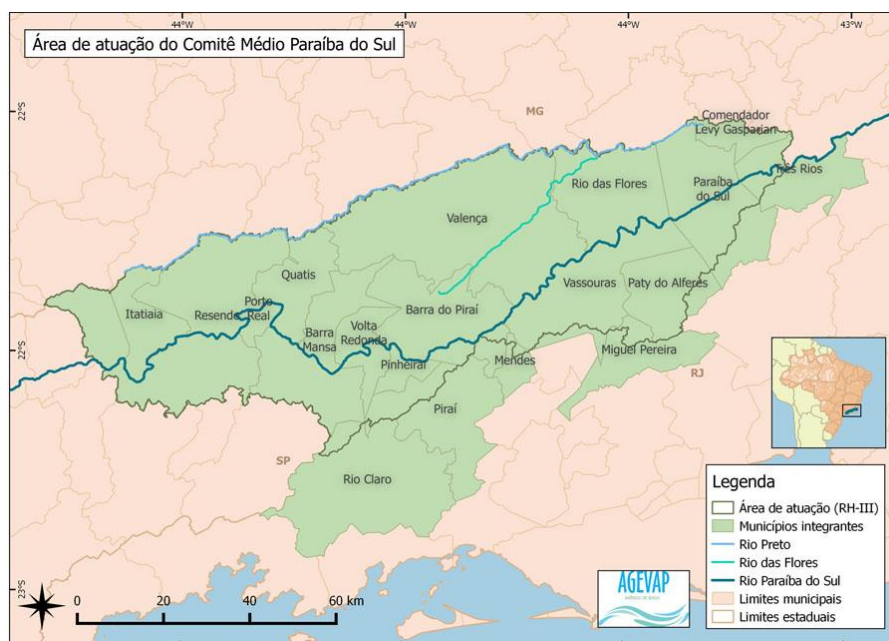 44°W
44°W
44°W
43°W
Área de atuação do Comitê Médio Paraíba do Sul
22°S
MG
Comendador
Levy Gasparian
Três Rios
Rio das Flores
Paraíba
do Sul
Valença
Quatis
Vassouras
Paty do Alferes
Itatiaia
Resende
Porto
Real
Barra do Piraí
Barra
Mansa
Volta
Redonda
22°S
Pinheiral
Mendes
Miguel Pereira
RJ
Piraí
SP
Rio Claro
Legenda
Área de atuação (RH-III)
Municípios integrantes
Rio Preto
Rio das Flores
Rio Paraíba do Sul
Limites municipais
Limites estaduais
23°S
AGEVAP
0 20 40 60 km